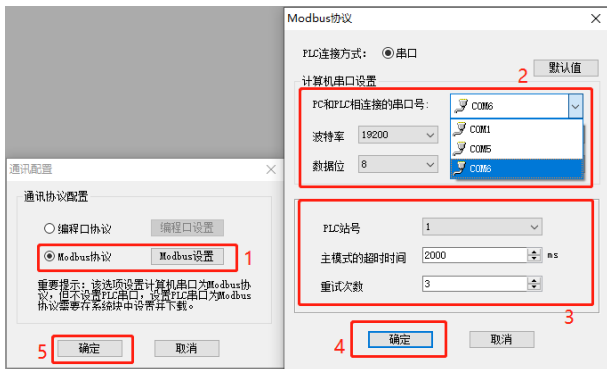 通讯配置
通讯协议配置
编程口协议 编程口设置
Modbus协议 Modbus设置 1
重要提示：该选项设置计算机串口为Modbus协
议，但不设置PLC串口，设置PLC串口为Modbus
协议需要在系统块中设置并下载。
5 确定 取消
Modbus协议
PLC连接方式： 串口
2 默认值
计算机串口设置
PC和PLC相连接的串口号： COM6
波特率 19200 COM1
COM5
数据位 8 COM6
PLC站号 1
主模式的超时时间 2000 ms
重试次数 3
3
4 确定 取消